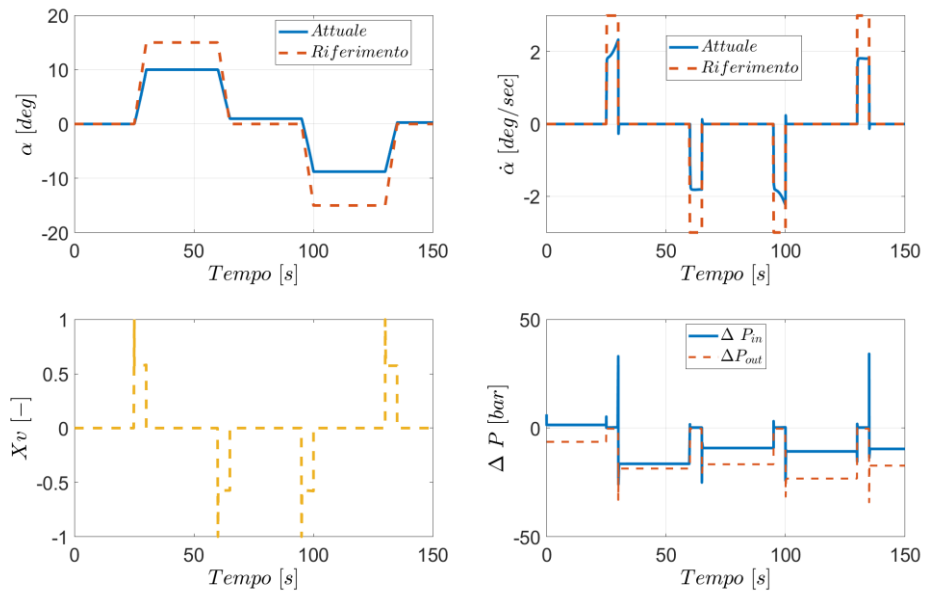 20
10
0
-10
-20
α [deg]
Attuale
Riferimento
0
50
100
150
Tempo [s]
2
0
-2
α̇ [deg/sec]
Attuale
Riferimento
0
50
100
150
Tempo [s]
1
0.5
0
-0.5
-1
Xv [−]
0
50
100
150
Tempo [s]
50
0
-50
Δ P [bar]
Δ P_in
ΔP_out
0
50
100
150
Tempo [s]